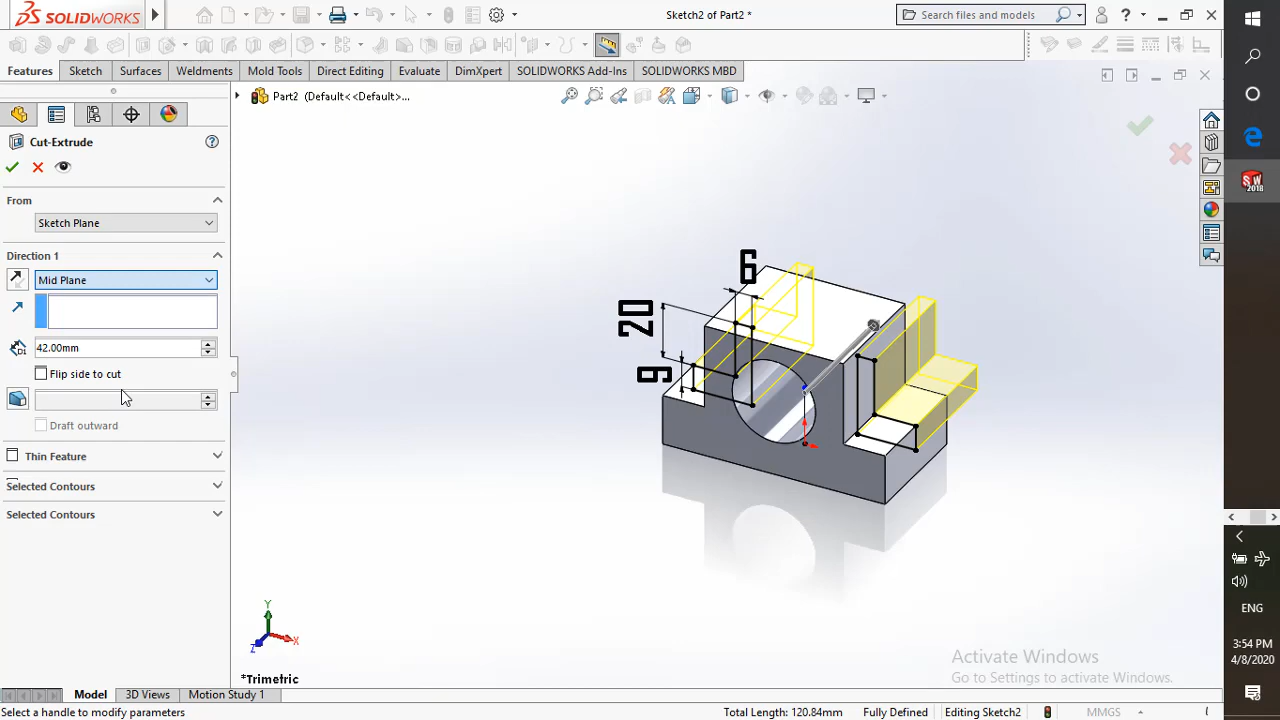 SOLIDWORKS
Sketch2 of Part2 *
Search files and models
?
Features
Sketch
Surfaces
Weldments
Mold Tools
Direct Editing
Evaluate
DimXpert
SOLIDWORKS Add-Ins
SOLIDWORKS MBD
Part2 (Default<<Default>...
Cut-Extrude
From
Sketch Plane
Direction 1
Mid Plane
D1
42.00mm
Flip side to cut
Draft outward
Thin Feature
Selected Contours
Selected Contours
6
20
9
Y
X
Z
*Trimetric
Activate Windows
Go to Settings to activate Windows.
Model
3D Views
Motion Study 1
Select a handle to modify parameters
Total Length: 120.84mm
Fully Defined
Editing Sketch2
MMGS
SW
2018
ENG
3:54 PM
4/8/2020